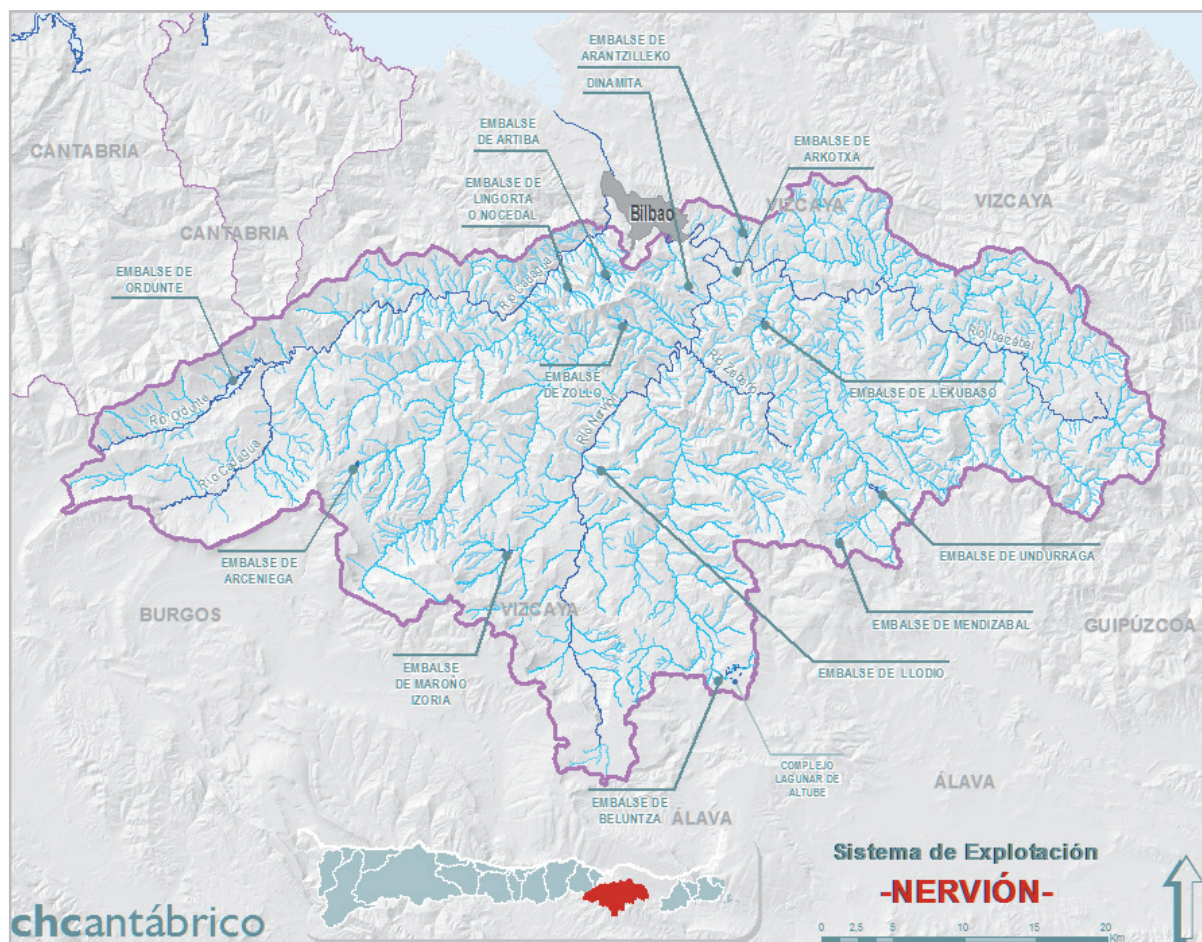 EMBALSE DE
ARANTZILLEKO
DINAMITA
EMBALSE
DE ARTIBA
EMBALSE DE
ARKOTXA
CANTABRIA
EMBALSE DE
LINGORTA
O NOCEDAL
Bilbao
VIZCAYA
VIZCAYA
CANTABRIA
EMBALSE DE
ORDUNTE
Río Cadagua
Río Ibaizábal
EMBALSE
DE ZOLLO
Río Zeberio
EMBALSE DE LEKUBASO
Río Ordunte
Río Nervión
Río Cadagua
EMBALSE DE
ARCENIEGA
EMBALSE DE UNDURRAGA
BURGOS
VIZCAYA
EMBALSE DE MENDIZABAL
GUIPÚZCOA
EMBALSE
DE MAROÑO
IZORIA
EMBALSE DE LLODIO
COMPLEJO
LAGUNAR DE
ALTUBE
ÁLAVA
EMBALSE DE
BELUNTZA
ÁLAVA
Sistema de Explotación
-NERVIÓN-
chcantábrico
0 2,5 5 10 15 20
Km